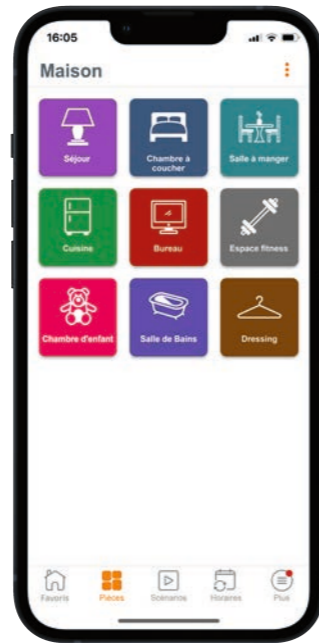 16:05
Maison
Séjour
Chambre à
coucher
Salle à manger
Cuisine
Bureau
Espace fitness
Chambre d'enfant
Salle de Bains
Dressing
Favoris
Pièces
Scénarios
Horaires
Plus